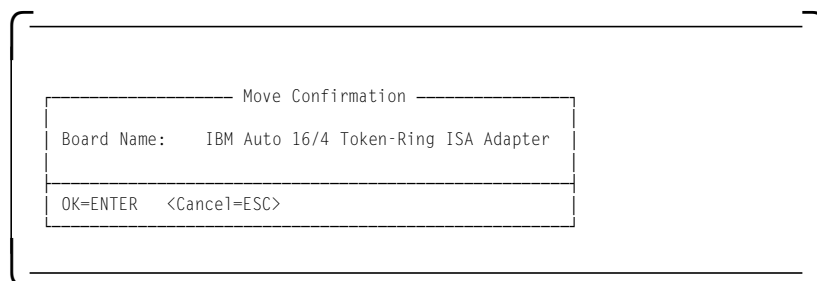 Move Confirmation
Board Name: IBM Auto 16/4 Token-Ring ISA Adapter
OK=ENTER <Cancel=ESC>